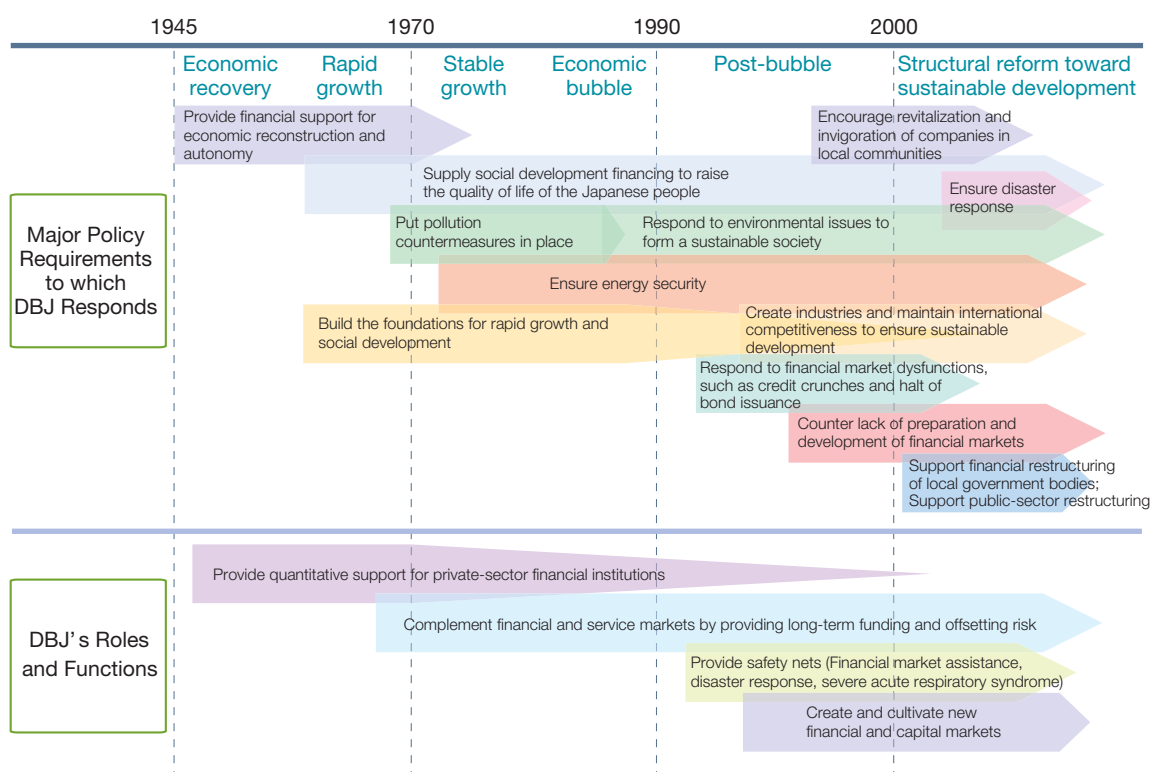 1945 1970 1990 2000
Economic
recovery
Rapid
growth
Stable
growth
Economic
bubble
Post-bubble
Structural reform toward
sustainable development
Major Policy
Requirements
to which
DBJ Responds
Provide financial support for
economic reconstruction and
autonomy
Encourage revitalization and
invigoration of companies in
local communities
Supply social development financing to raise
the quality of life of the Japanese people
Ensure disaster
response
Put pollution
countermeasures in place
Respond to environmental issues to
form a sustainable society
Ensure energy security
Build the foundations for rapid growth and
social development
Create industries and maintain international
competitiveness to ensure sustainable
development
Respond to financial market dysfunctions,
such as credit crunches and halt of
bond issuance
Counter lack of preparation and
development of financial markets
Support financial restructuring
of local government bodies;
Support public-sector restructuring
DBJ's Roles
and Functions
Provide quantitative support for private-sector financial institutions
Complement financial and service markets by providing long-term funding and offsetting risk
Provide safety nets (Financial market assistance,
disaster response, severe acute respiratory syndrome)
Create and cultivate new
financial and capital markets